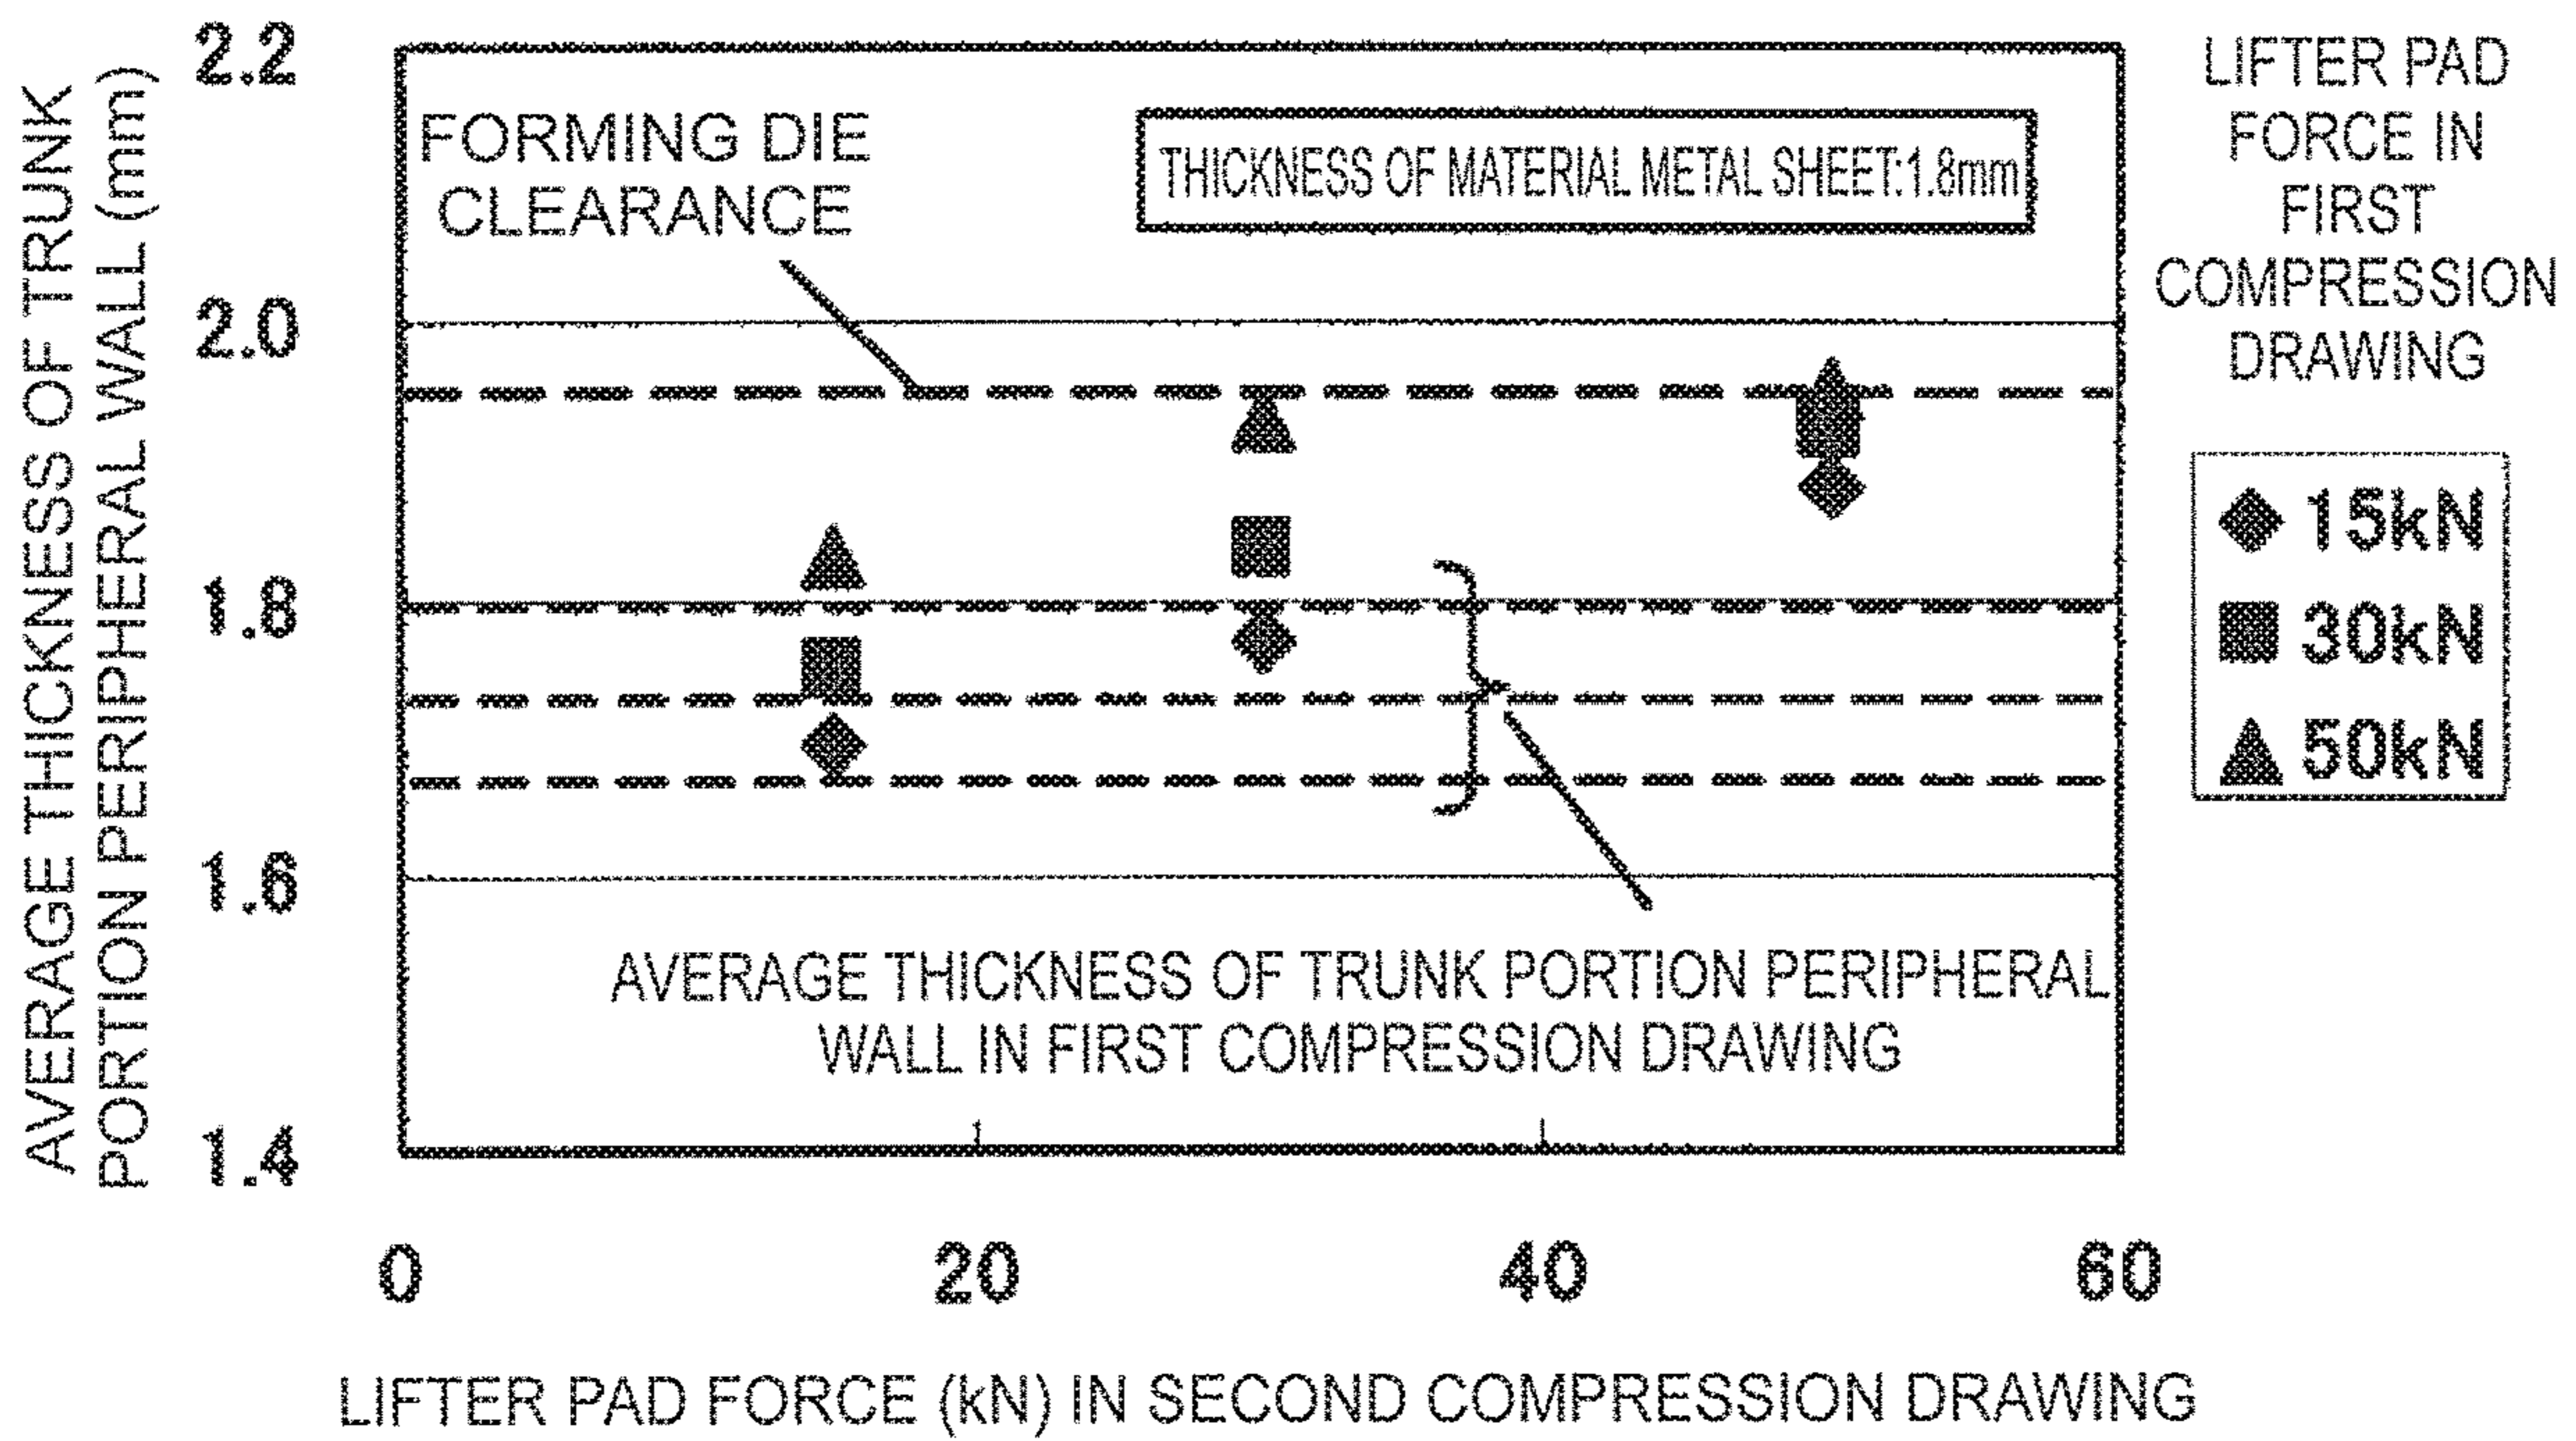 AVERAGE THICKNESS OF TRUNK
PORTION PERIPHERAL WALL (mm)
2.2
2.0
1.8
1.6
1.4
FORMING DIE
CLEARANCE
THICKNESS OF MATERIAL METAL SHEET:1.8mm
AVERAGE THICKNESS OF TRUNK PORTION PERIPHERAL
WALL IN FIRST COMPRESSION DRAWING
0
20
40
60
LIFTER PAD FORCE (kN) IN SECOND COMPRESSION DRAWING
LIFTER PAD
FORCE IN
FIRST
COMPRESSION
DRAWING
15kN
30kN
50kN